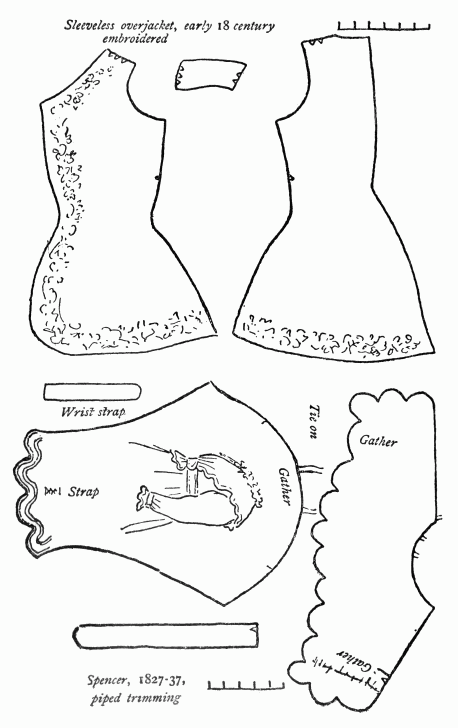 Sleeveless overjacket, early 18 century
embroidered
Wrist strap
Tie on
Gather
Gather
Strap
Gather
Spencer, 1827-37,
piped trimming